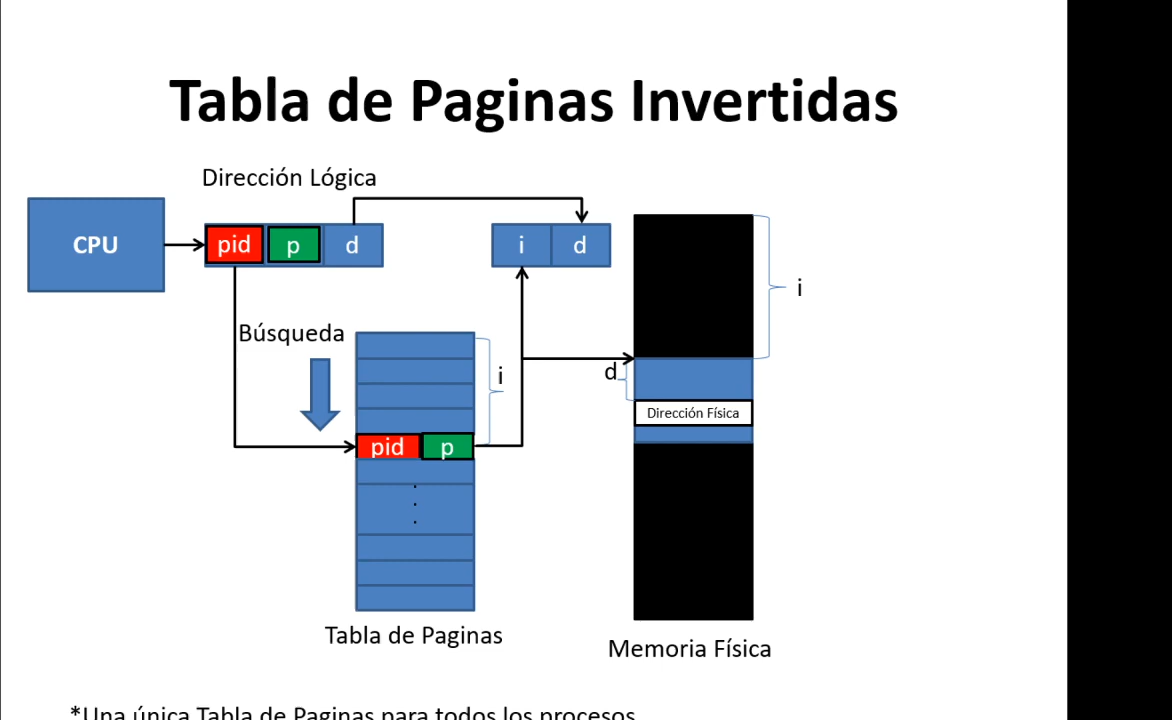 Tabla de Paginas Invertidas
Dirección Lógica
CPU
pid p d
i d
i
Búsqueda
i
d
Dirección Física
pid p
.
.
.
Tabla de Paginas
Memoria Física
*Una única Tabla de Paginas para todos los procesos